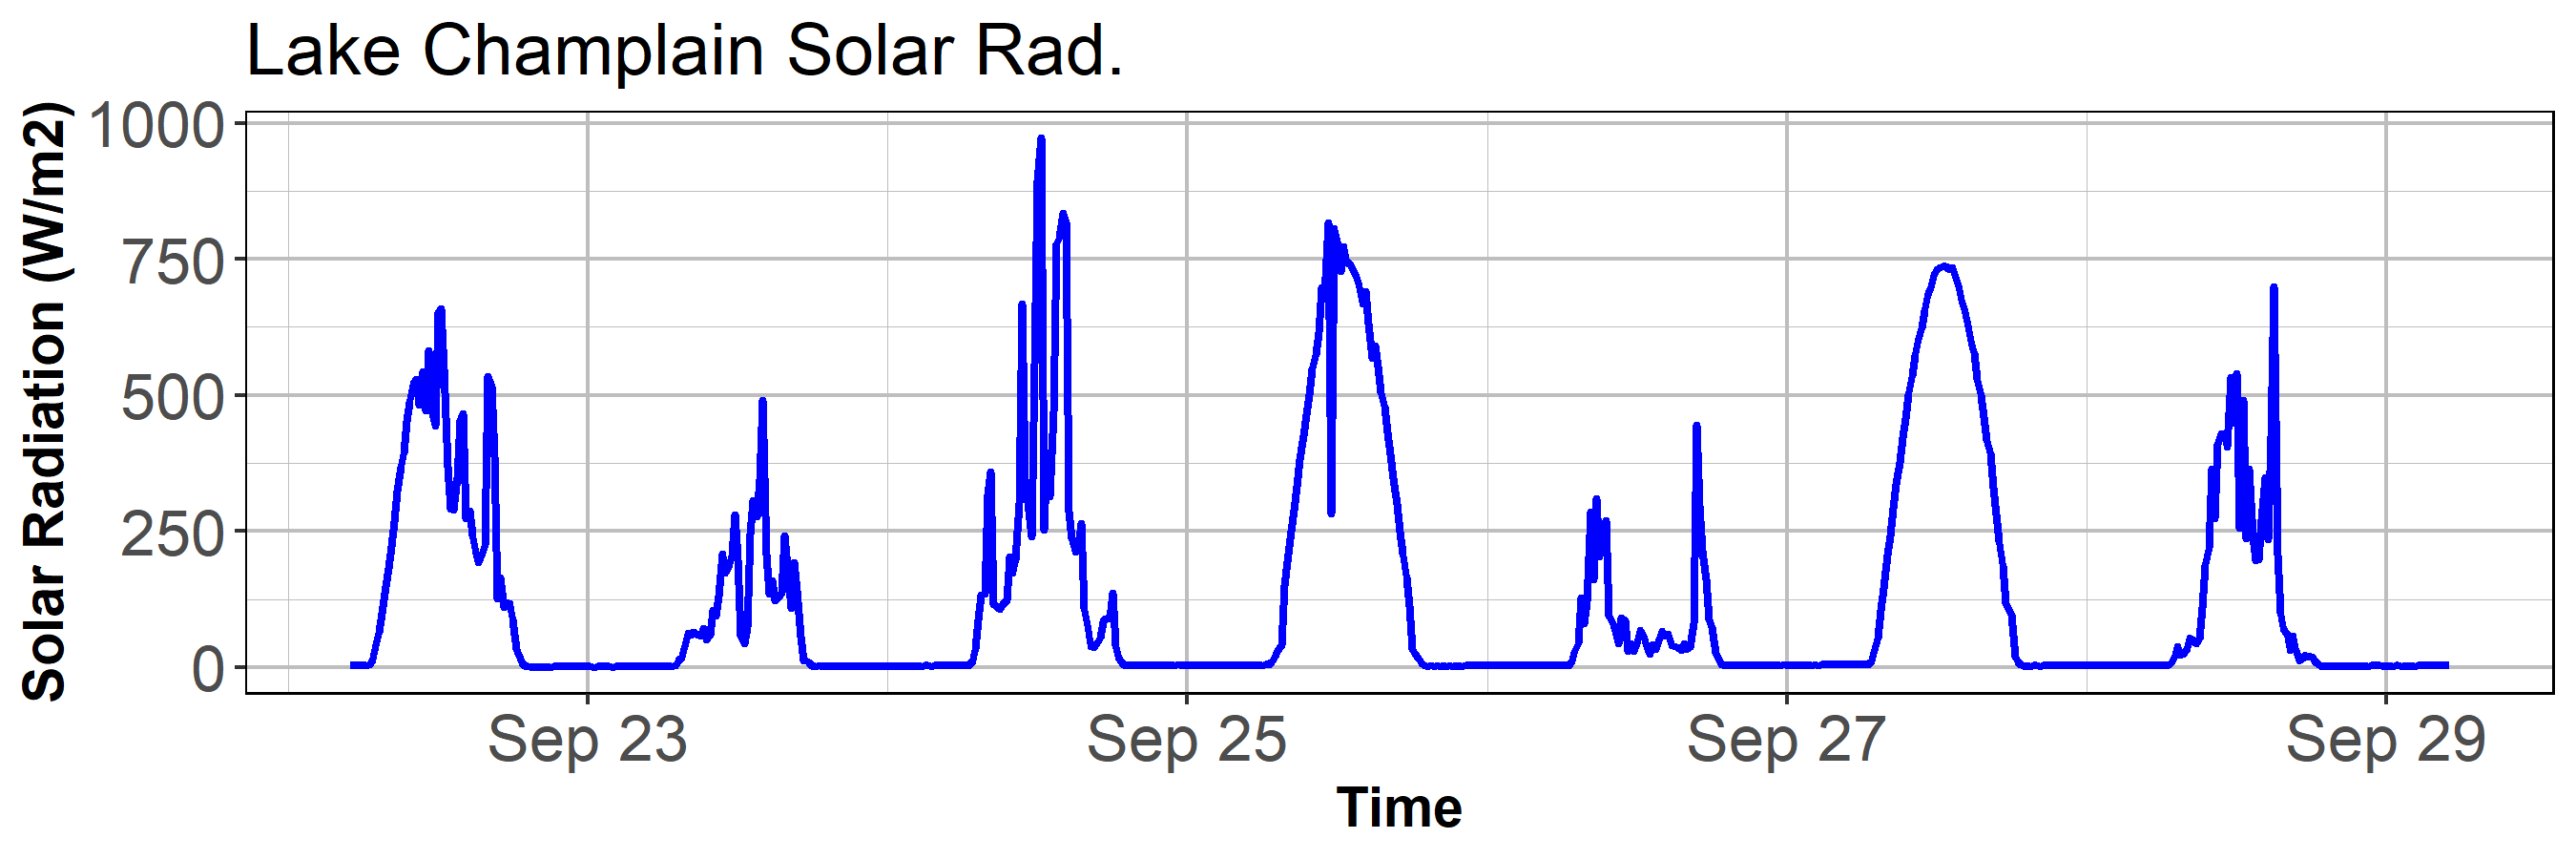 Lake Champlain Solar Rad.
Solar Radiation (W/m2)
1000
750
500
250
0
Sep 23 Sep 25 Sep 27 Sep 29
Time